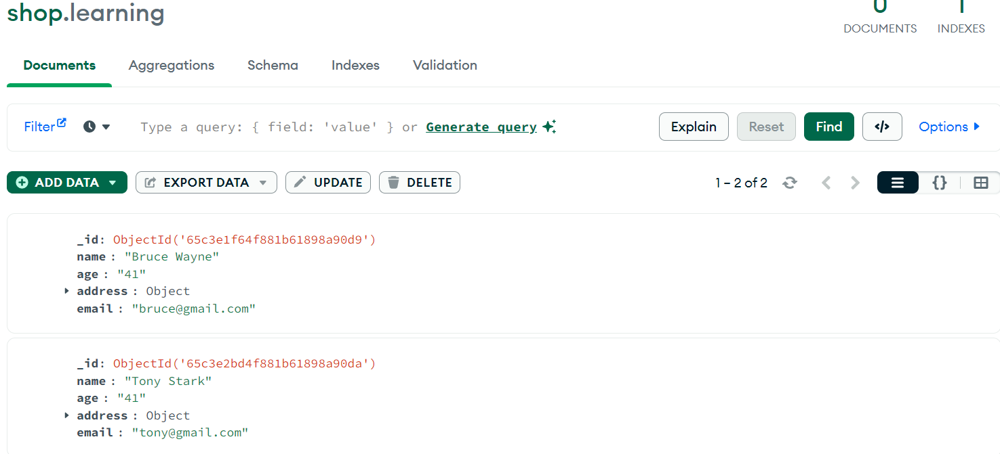 shop.learning
0 1
DOCUMENTS INDEXES
Documents Aggregations Schema Indexes Validation
Filter Type a query: { field: 'value' } or Generate query Explain Reset Find </> Options
ADD DATA EXPORT DATA UPDATE DELETE 1 – 2 of 2 {}
_id: ObjectId('65c3e1f64f881b61898a90d9')
name : "Bruce Wayne"
age : "41"
address : Object
email : "bruce@gmail.com"
_id: ObjectId('65c3e2bd4f881b61898a90da')
name : "Tony Stark"
age : "41"
address : Object
email : "tony@gmail.com"